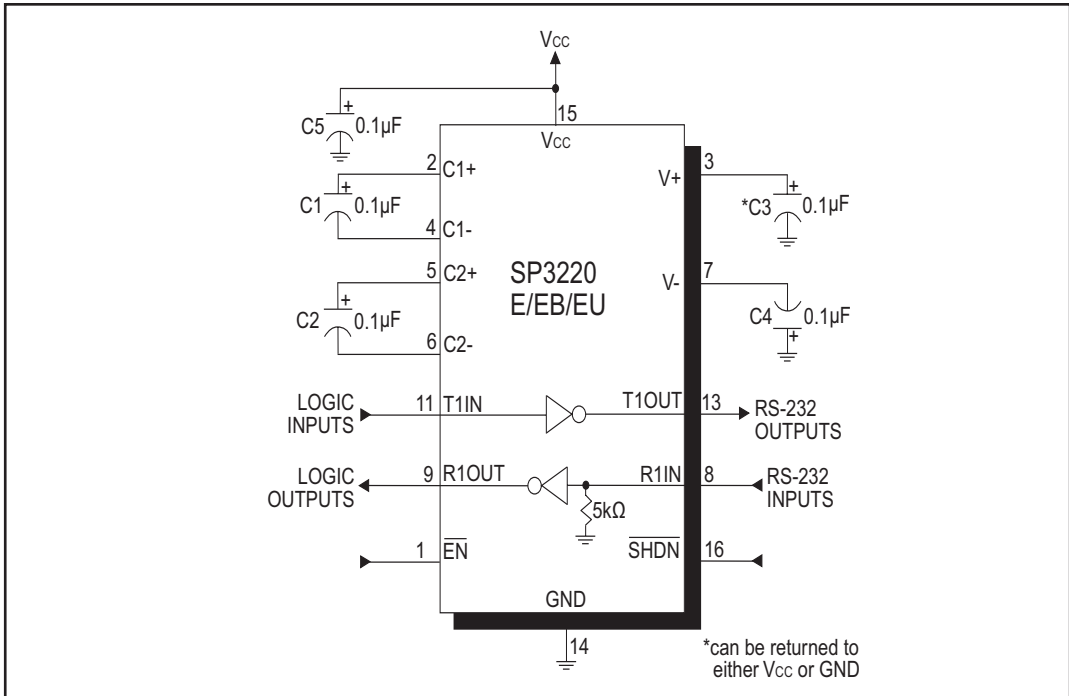 Vcc
+
C5
0.1µF
15
Vcc
2
C1+
+
C1
0.1µF
4
C1-
5
C2+
+
C2
0.1µF
6
C2-
SP3220
E/EB/EU
V+
3
+
*C3
0.1µF
V-
7
C4
0.1µF
+
LOGIC
INPUTS
11
T1IN
T1OUT
13
RS-232
OUTPUTS
LOGIC
OUTPUTS
9
R1OUT
R1IN
8
RS-232
INPUTS
5kΩ
1
EN
SHDN
16
GND
14
*can be returned to
either Vcc or GND